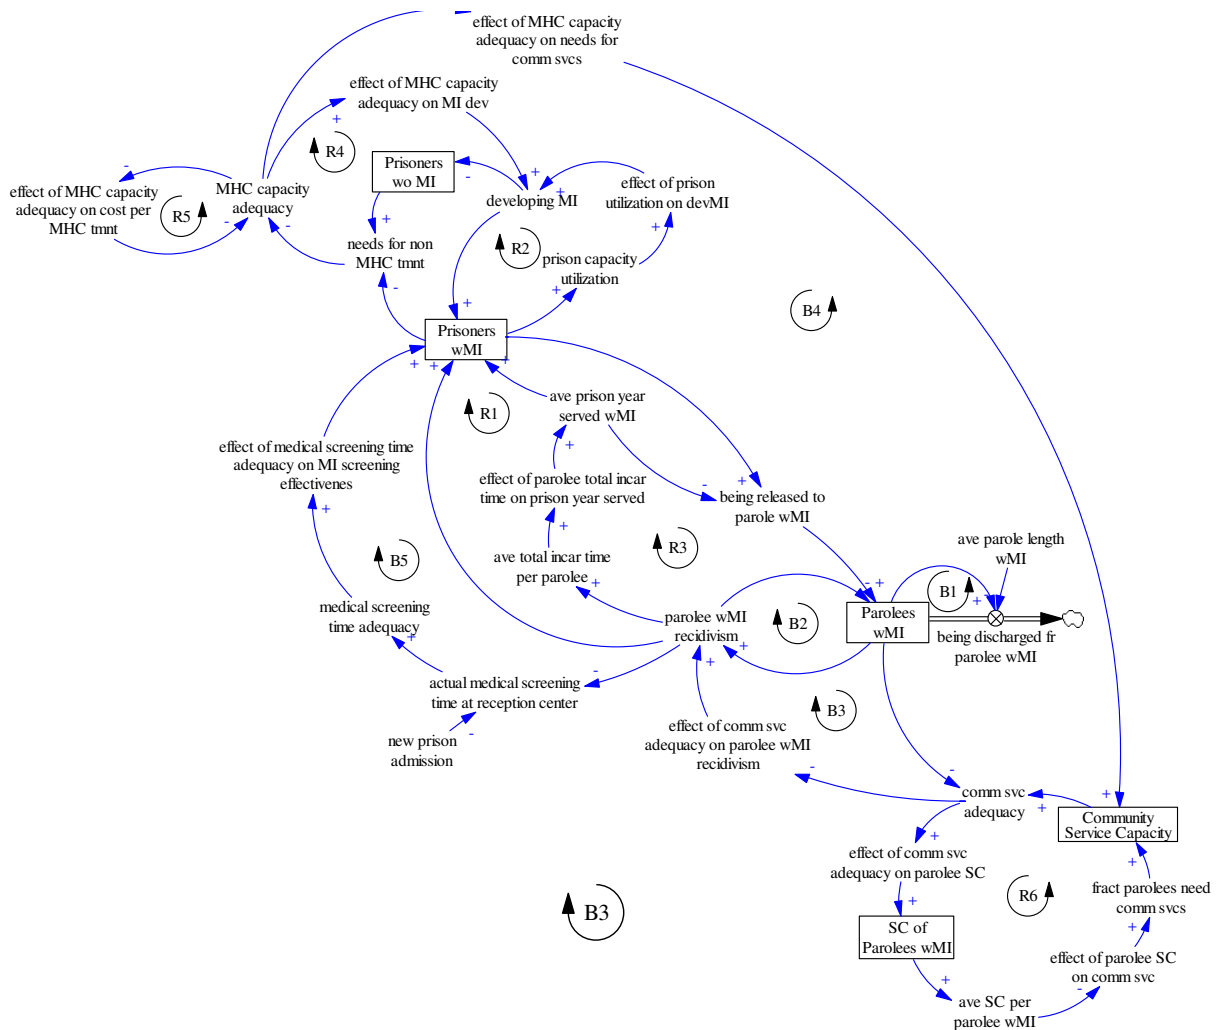 effect of MHC capacity
adequacy on needs for
comm svcs
effect of MHC capacity
adequacy on MI dev
+
R4
-
effect of MHC capacity
adequacy on cost per
MHC tmnt
R5
-
MHC capacity
adequacy
-
Prisoners
wo MI
-
+
developing MI
+
+
effect of prison
utilization on devMI
+
needs for non
MHC tmnt
-
R2
prison capacity
utilization
+
+
B4
Prisoners
wMI
+
+
+
R1
ave prison year
served wMI
+
effect of medical screening time
adequacy on MI screening
effectivenes
+
effect of parolee total incar
time on prison year served
+
-
+
being released to
parole wMI
B5
R3
ave total incar time
per parolee
+
ave parole length
wMI
medical screening
time adequacy
+
parolee wMI
recidivism
B2
-
+
Parolees
wMI
B1
+
-
being discharged fr
parolee wMI
+
+
-
actual medical screening
time at reception center
-
new prison
admission
effect of comm svc
adequacy on parolee wMI
recidivism
-
B3
-
comm svc
adequacy
+
+
Community
Service Capacity
+
effect of comm svc
adequacy on parolee SC
+
+
R6
fract parolees need
comm svcs
+
B3
SC of
Parolees wMI
+
effect of parolee SC
on comm svc
-
ave SC per
parolee wMI